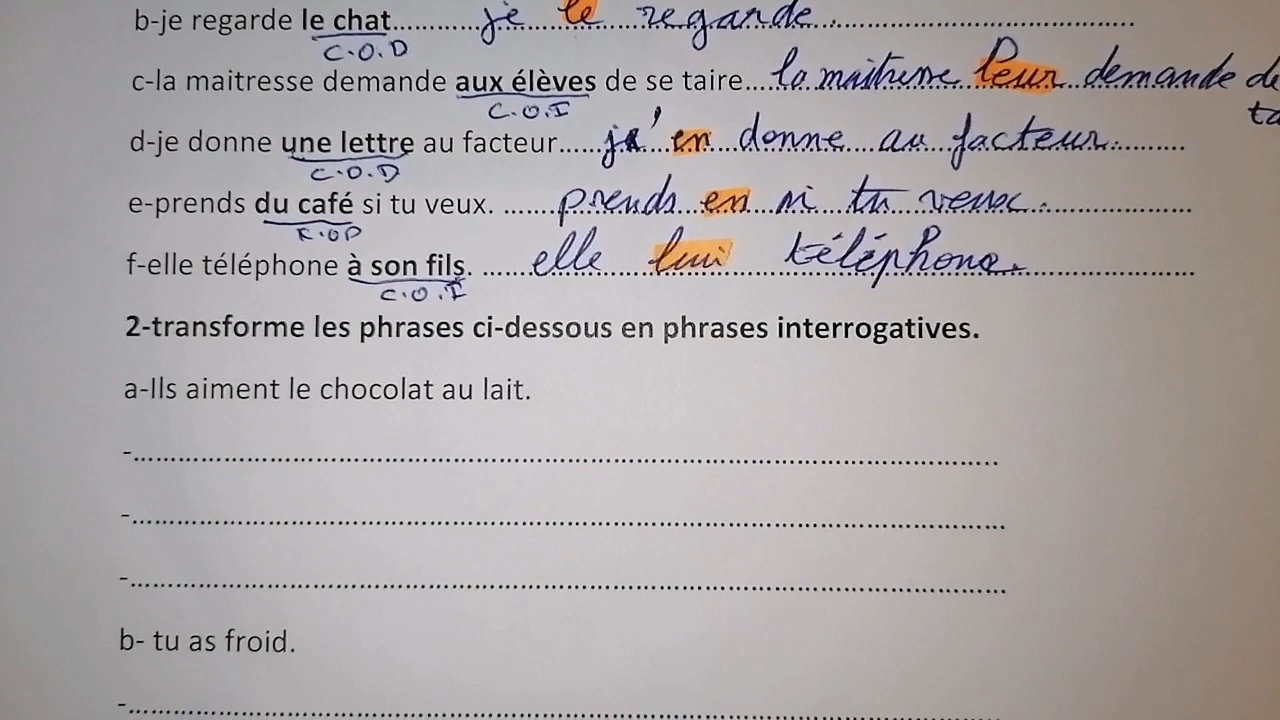 b-je regarde le chat.......... je le regarde ...
C.O.D
c-la maitresse demande aux élèves de se taire.... la maitresse leur demande de
C.O.I
d-je donne une lettre au facteur...... j'en donne au facteur.
C.O.D
e-prends du café si tu veux. ...... prends en si tu veux.
f-elle téléphone à son fils. ...... elle lui téléphone.
C.O.I
2-transforme les phrases ci-dessous en phrases interrogatives.
a-Ils aiment le chocolat au lait.
-..........
-..........
-..........
b- tu as froid.
-..........